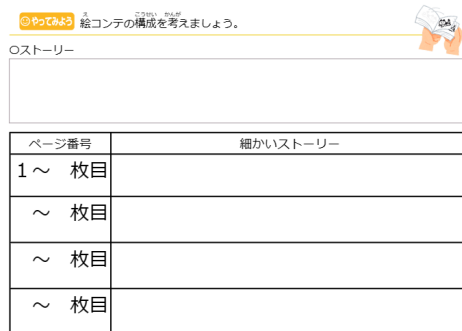 やってみよう 絵コンテの構成を考えましょう。
○ストーリー
ページ番号 細かいストーリー
1～ 枚目
～ 枚目
～ 枚目
～ 枚目